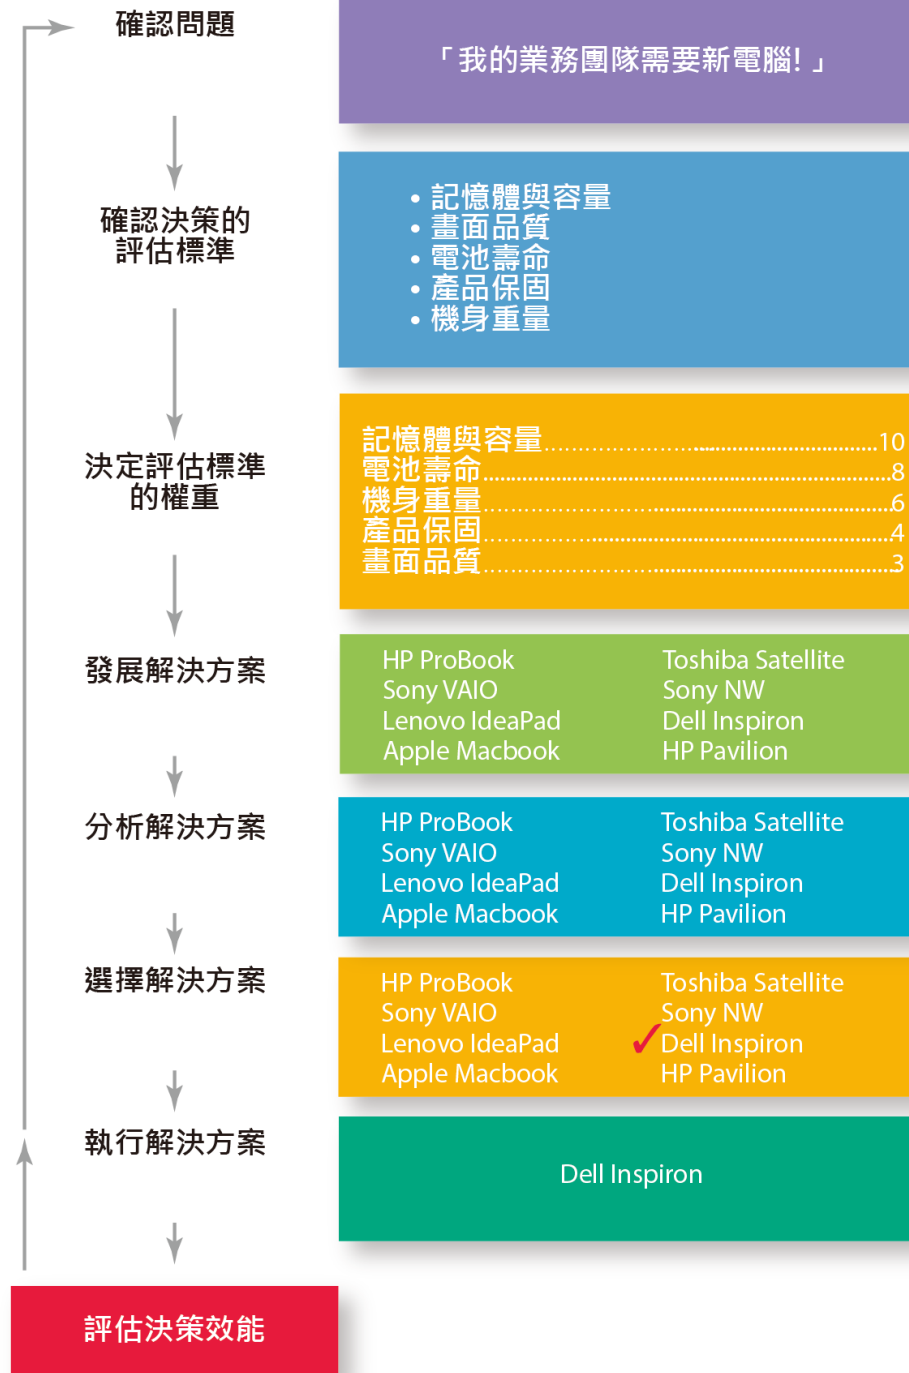 確認問題
「我的業務團隊需要新電腦!」
確認決策的
評估標準
• 記憶體與容量
• 畫面品質
• 電池壽命
• 產品保固
• 機身重量
決定評估標準
的權重
記憶體與容量 10
電池壽命 8
機身重量 6
產品保固 4
畫面品質 3
發展解決方案
HP ProBook Toshiba Satellite
Sony VAIO Sony NW
Lenovo IdeaPad Dell Inspiron
Apple Macbook HP Pavilion
分析解決方案
HP ProBook Toshiba Satellite
Sony VAIO Sony NW
Lenovo IdeaPad Dell Inspiron
Apple Macbook HP Pavilion
選擇解決方案
HP ProBook Toshiba Satellite
Sony VAIO Sony NW
Lenovo IdeaPad ✓ Dell Inspiron
Apple Macbook HP Pavilion
執行解決方案
Dell Inspiron
評估決策效能